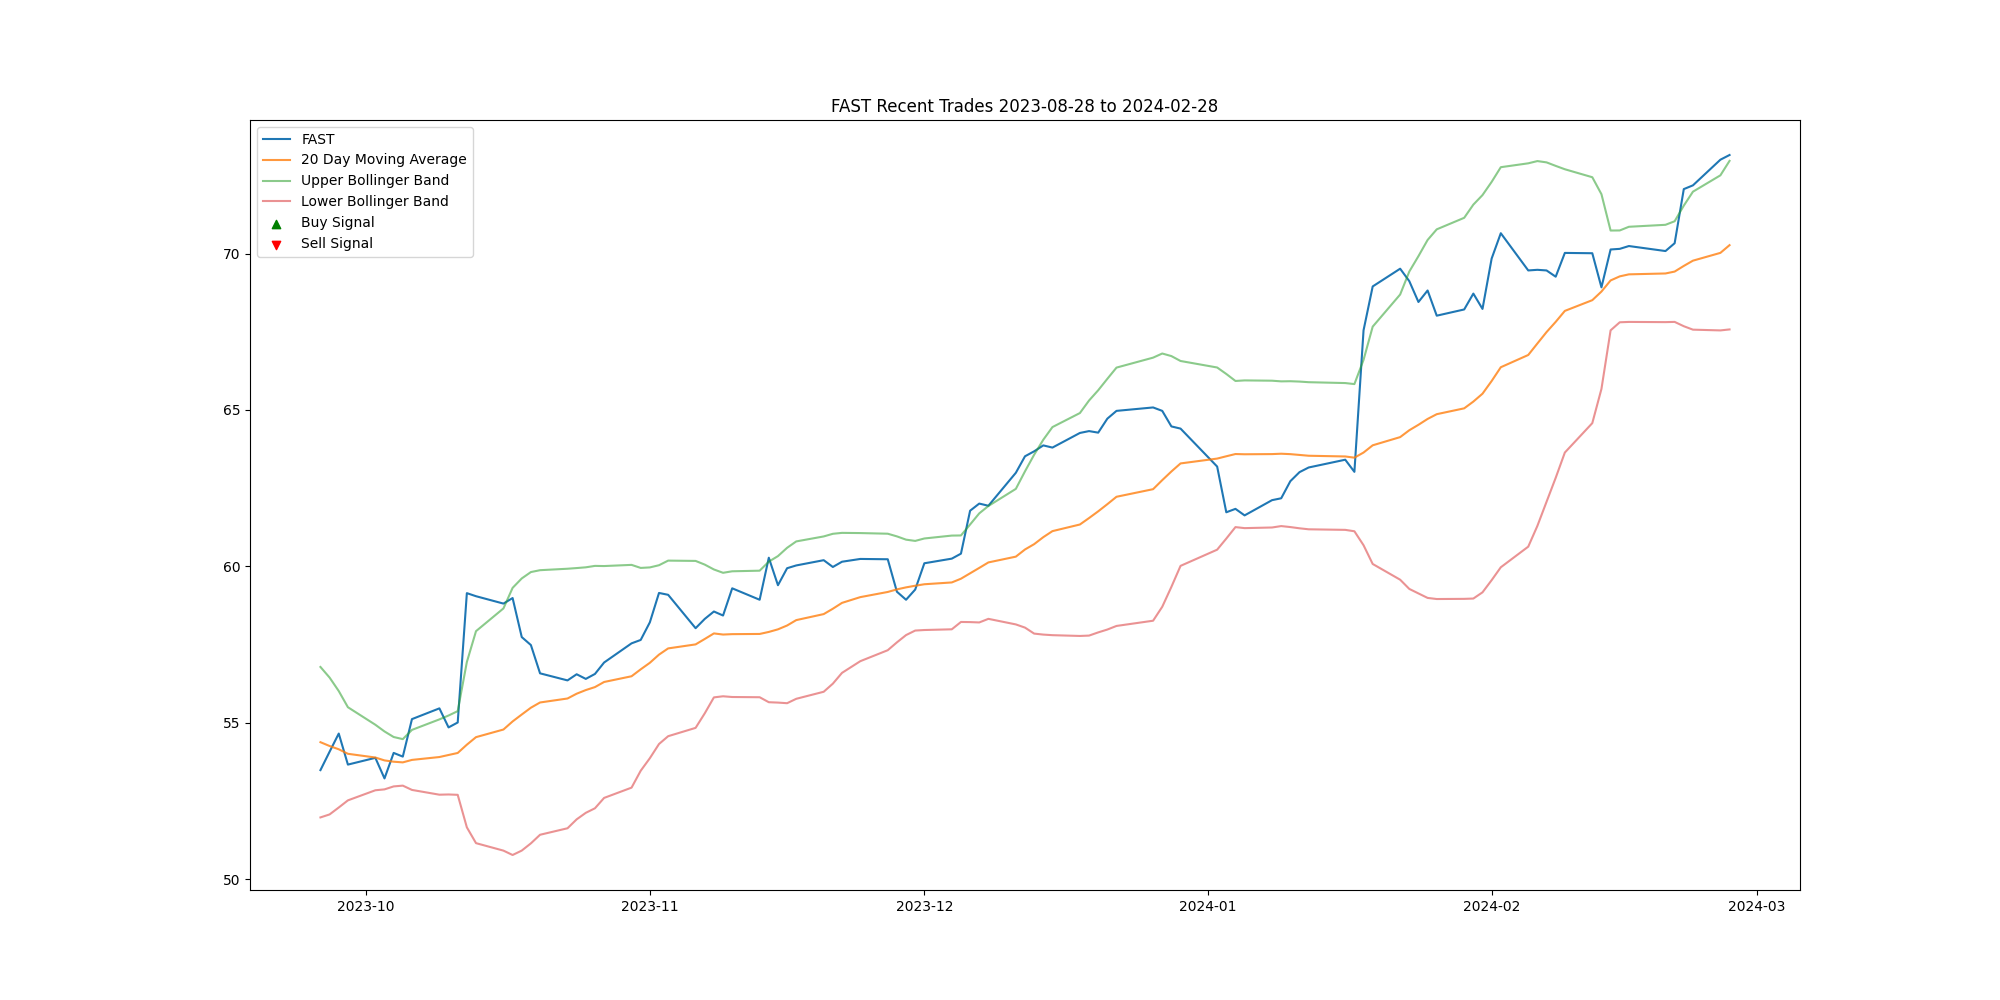 FAST Recent Trades 2023-08-28 to 2024-02-28
FAST
20 Day Moving Average
Upper Bollinger Band
Lower Bollinger Band
Buy Signal
Sell Signal
70
65
60
55
50
2023-10
2023-11
2023-12
2024-01
2024-02
2024-03